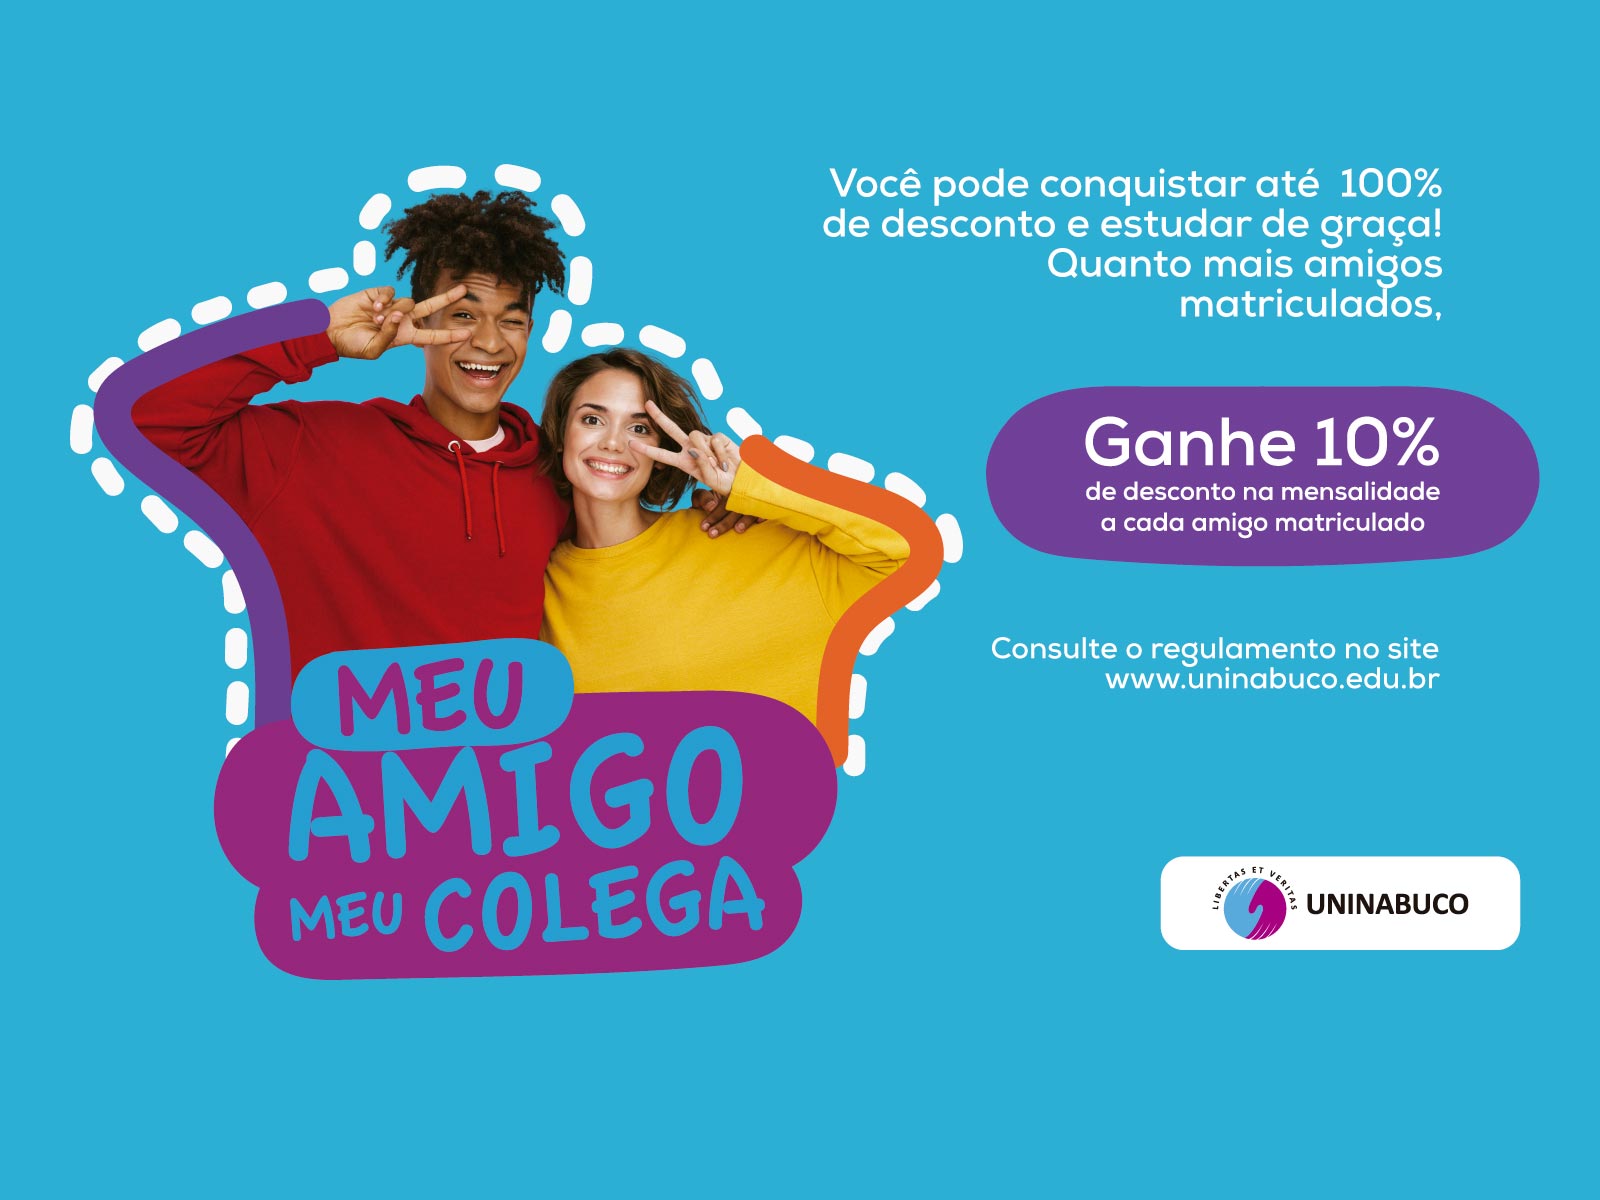 Você pode conquistar até 100%
de desconto e estudar de graça!
Quanto mais amigos
matriculados,
Ganhe 10%
de desconto na mensalidade
a cada amigo matriculado
Consulte o regulamento no site
www.uninabuco.edu.br
MEU
AMIGO
MEU COLEGA
LIBERTAS ET VERITAS
UNINABUCO